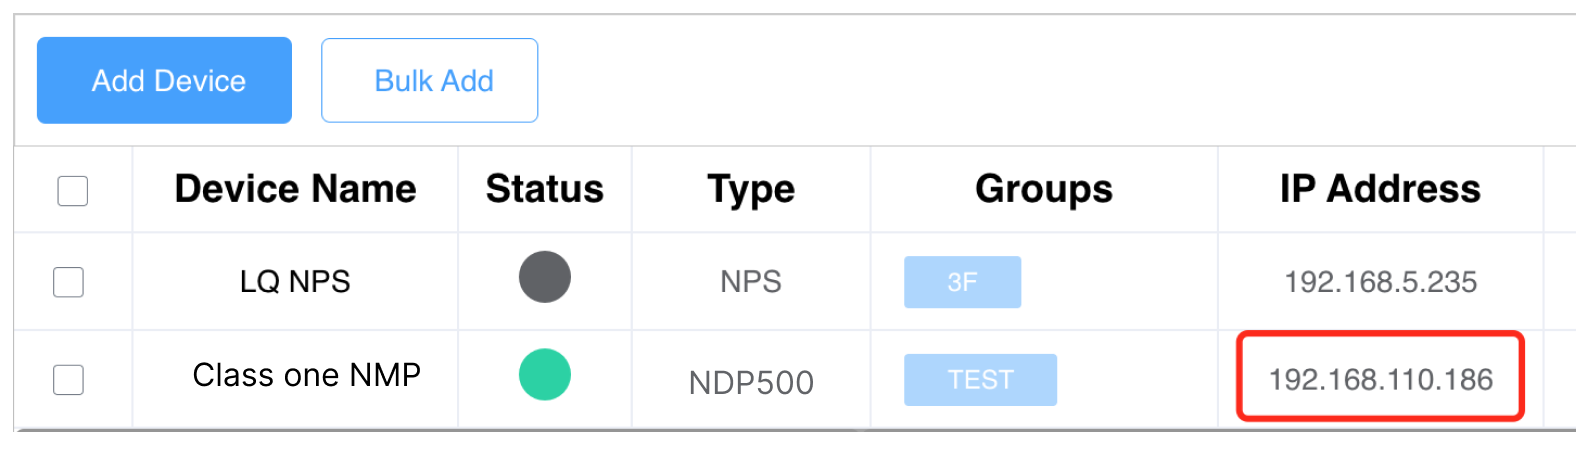 Add Device Bulk Add
Device Name Status Type Groups IP Address
LQ NPS NPS 3F 192.168.5.235
Class one NMP NDP500 TEST 192.168.110.186